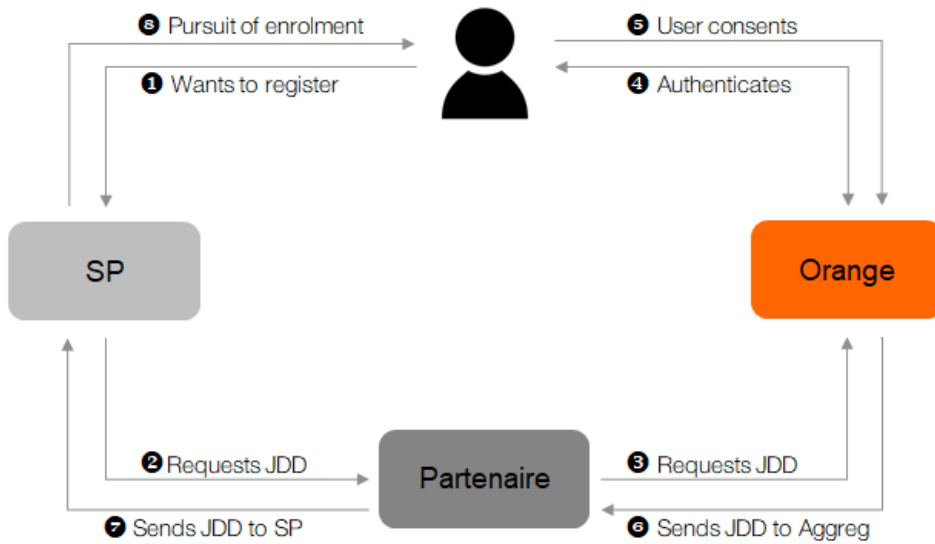 ❽ Pursuit of enrolment
❺ User consents
❶ Wants to register
❹ Authenticates
SP
Orange
❷ Requests JDD
Partenaire
❸ Requests JDD
❼ Sends JDD to SP
❻ Sends JDD to Aggreg